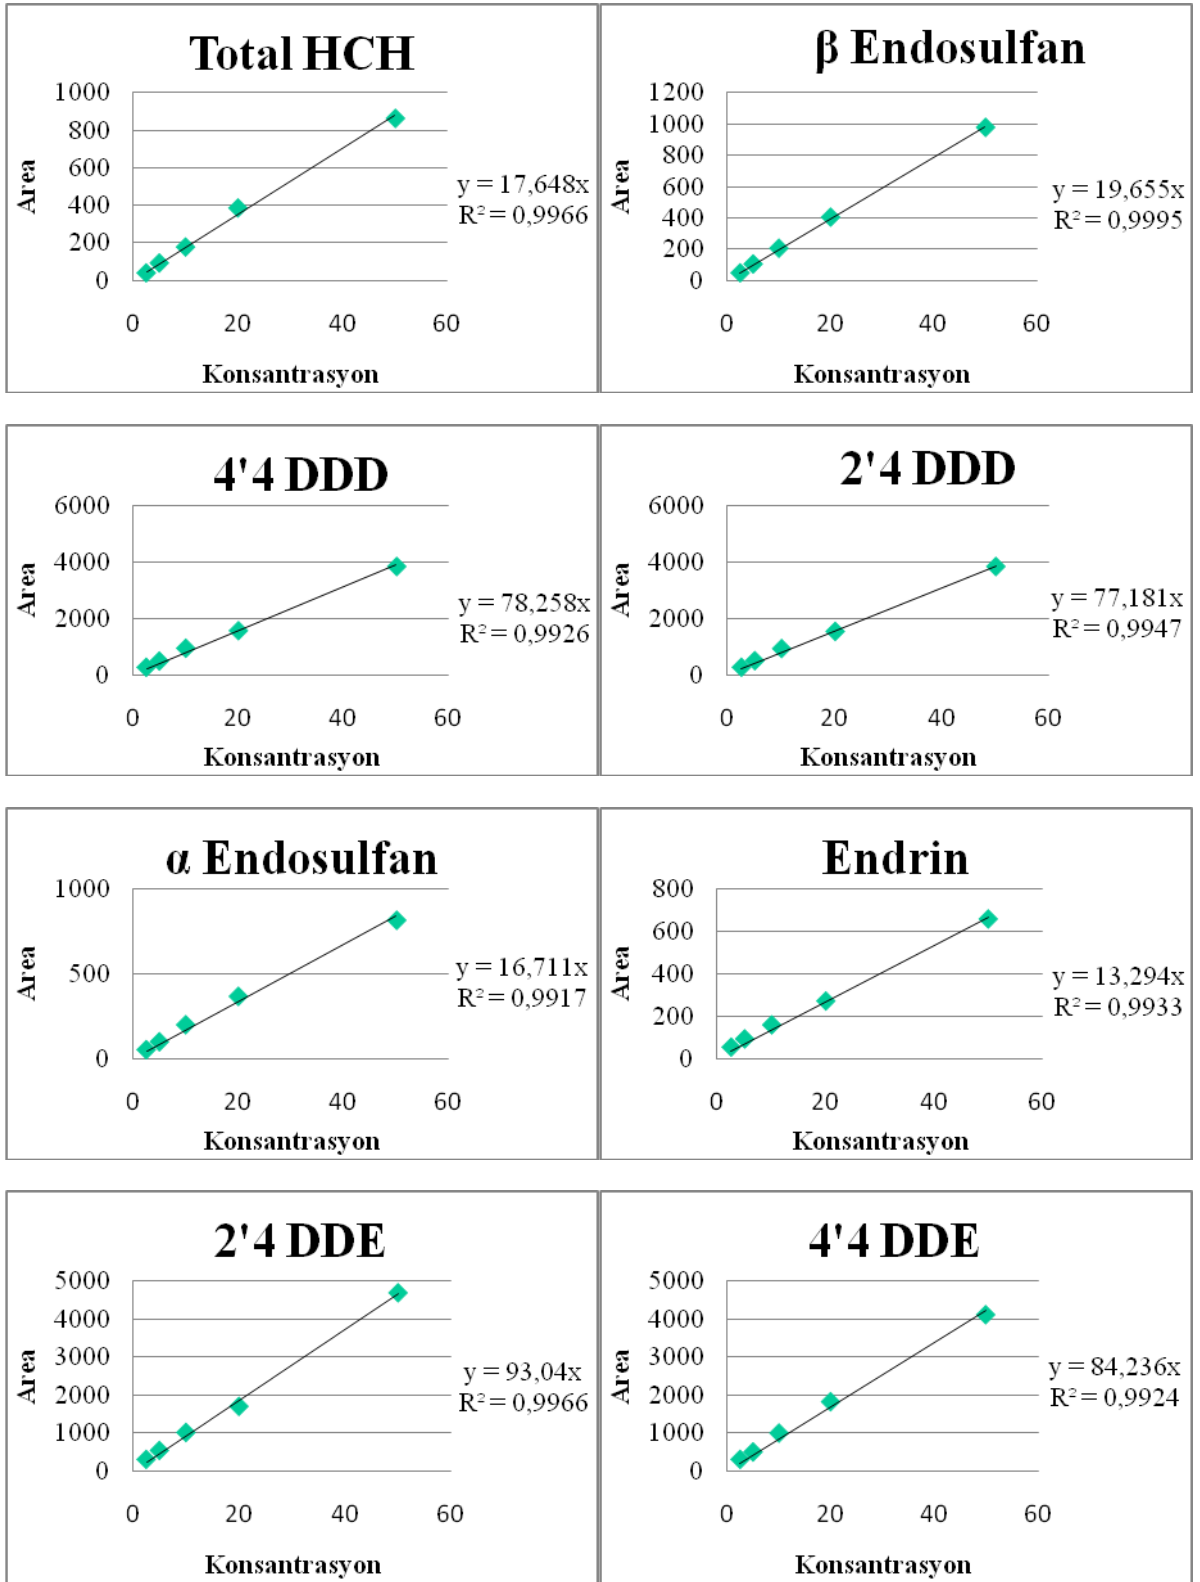 Total HCH
1000
800
600
400
200
0
Area
y = 17,648x
R² = 0,9966
0 20 40 60
Konsantrasyon
β Endosulfan
1200
1000
800
600
400
200
0
Area
y = 19,655x
R² = 0,9995
0 20 40 60
Konsantrasyon
4'4 DDD
6000
4000
2000
0
Area
y = 78,258x
R² = 0,9926
0 20 40 60
Konsantrasyon
2'4 DDD
6000
4000
2000
0
Area
y = 77,181x
R² = 0,9947
0 20 40 60
Konsantrasyon
α Endosulfan
1000
500
0
Area
y = 16,711x
R² = 0,9917
0 20 40 60
Konsantrasyon
Endrin
800
600
400
200
0
Area
y = 13,294x
R² = 0,9933
0 20 40 60
Konsantrasyon
2'4 DDE
5000
4000
3000
2000
1000
0
Area
y = 93,04x
R² = 0,9966
0 20 40 60
Konsantrasyon
4'4 DDE
5000
4000
3000
2000
1000
0
Area
y = 84,236x
R² = 0,9924
0 20 40 60
Konsantrasyon